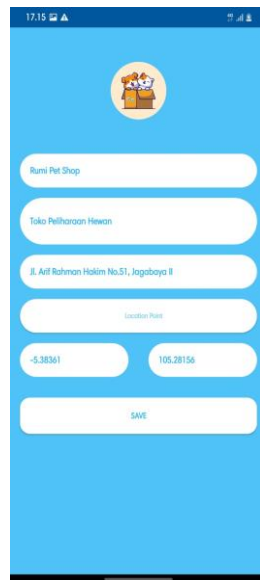 17.15
Rumi Pet Shop
Toko Peliharaan Hewan
Jl. Arif Rahman Hakim No.51, Jagabaya II
Location Point
-5.38361
105.28156
SAVE